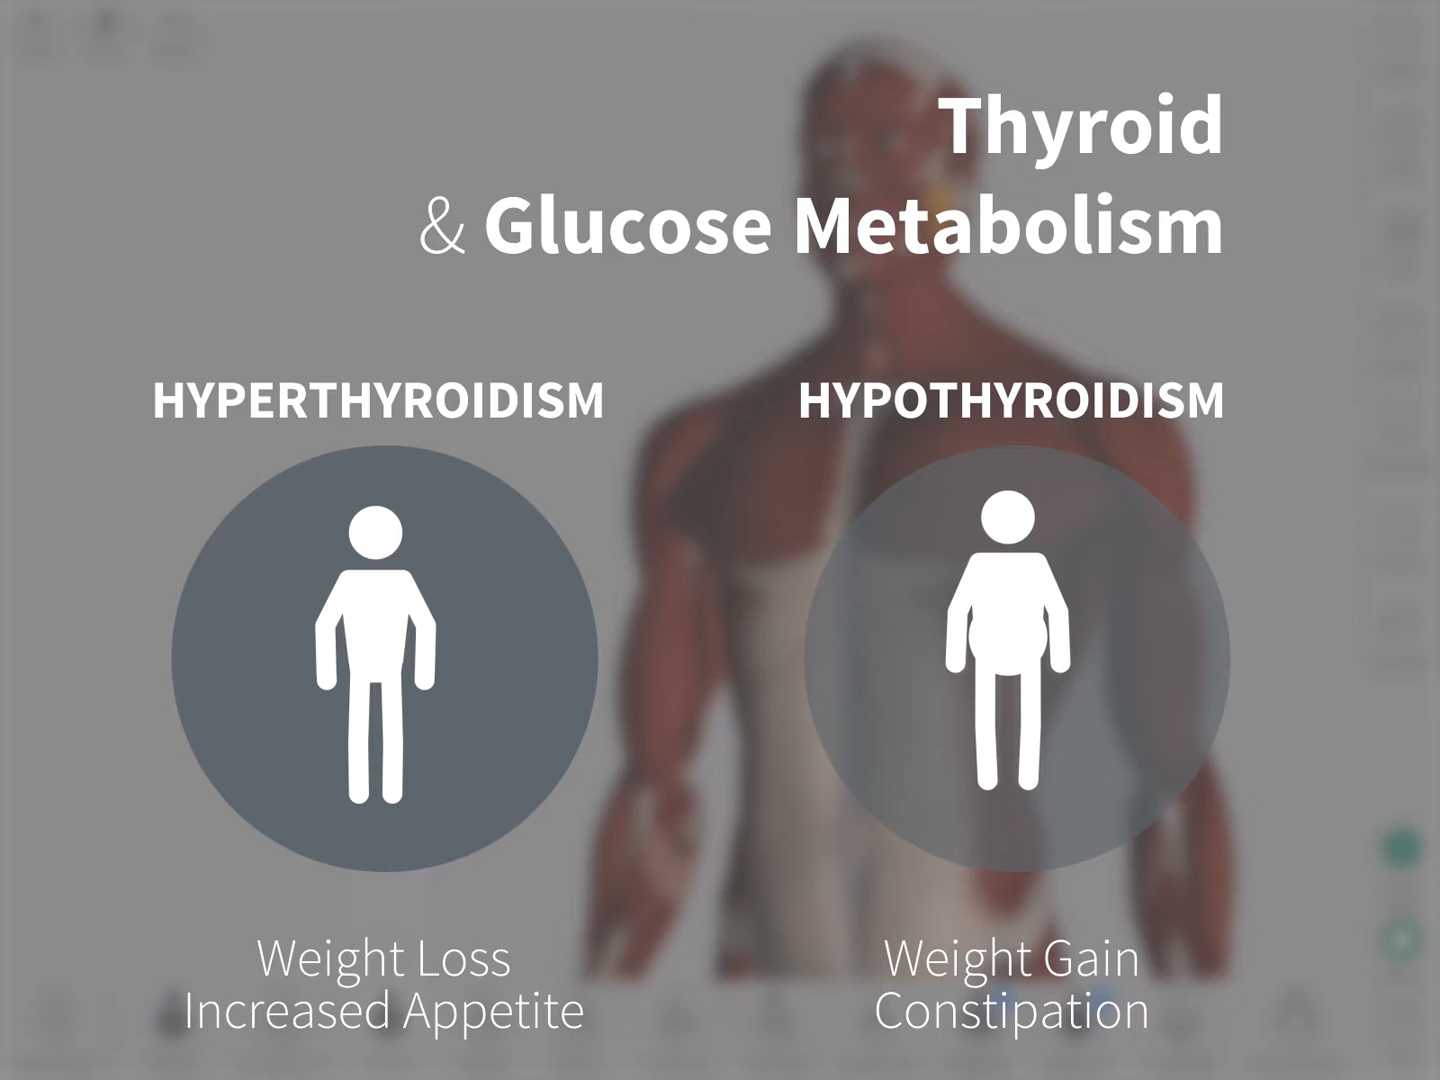 Thyroid
& Glucose Metabolism
HYPERTHYROIDISM
Weight Loss
Increased Appetite
HYPOTHYROIDISM
Weight Gain
Constipation